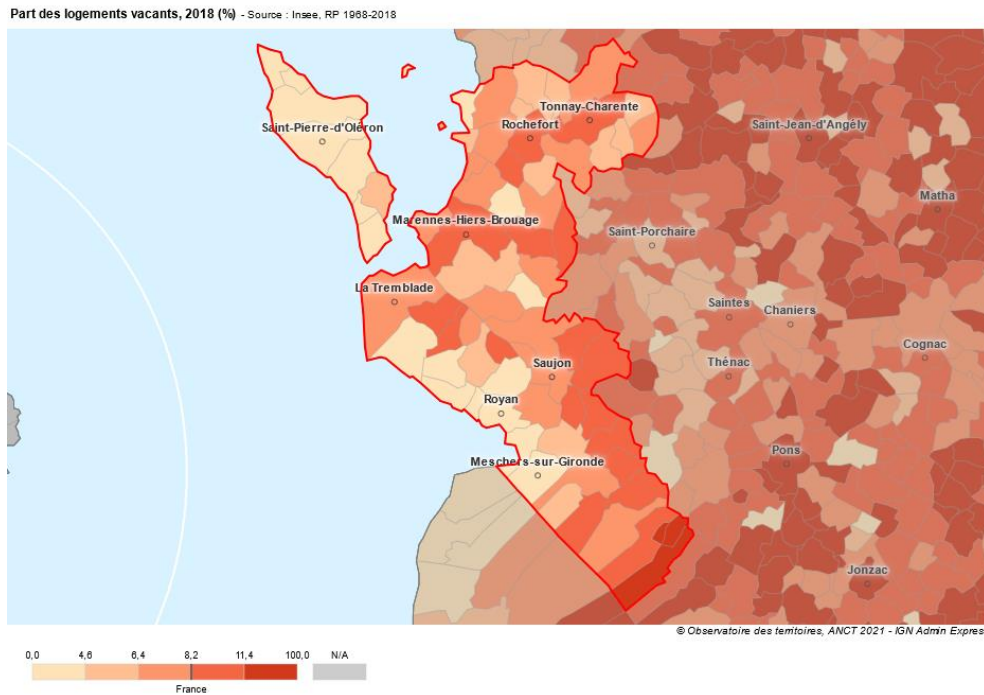 Part des logements vacants, 2018 (%) - Source : Insee, RP 1968-2018
Tonnay-Charente
Saint-Pierre-d'Oléron
Rochefort
Saint-Jean-d'Angély
Matha
Marennes-Hiers-Brouage
Saint-Porchaire
La Tremblade
Saintes
Chaniers
Cognac
Saujon
Thénac
Royan
Pons
Meschers-sur-Gironde
Jonzac
© Observatoire des territoires, ANCT 2021 - IGN Admin Expres
0,0 4,6 6,4 8,2 11,4 100,0 N/A
France